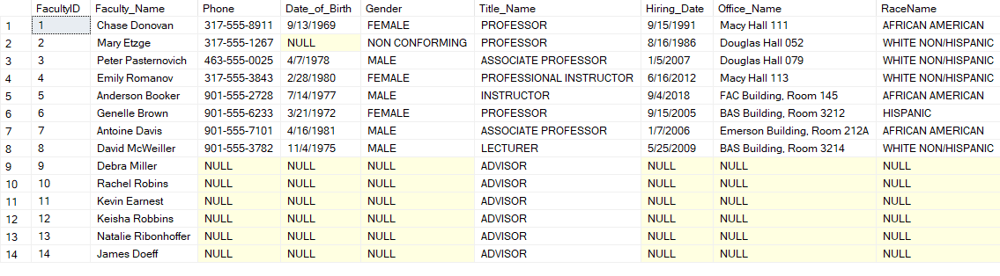 FacultyID Faculty_Name Phone Date_of_Birth Gender Title_Name Hiring_Date Office_Name RaceName
1 1 Chase Donovan 317-555-8911 9/13/1969 FEMALE PROFESSOR 9/15/1991 Macy Hall 111 AFRICAN AMERICAN
2 2 Mary Etzge 317-555-1267 NULL NON CONFORMING PROFESSOR 8/16/1986 Douglas Hall 052 WHITE NON/HISPANIC
3 3 Peter Pasternovich 463-555-0025 4/7/1978 MALE ASSOCIATE PROFESSOR 1/5/2007 Douglas Hall 079 WHITE NON/HISPANIC
4 4 Emily Romanov 317-555-3843 2/28/1980 FEMALE PROFESSIONAL INSTRUCTOR 6/16/2012 Macy Hall 113 WHITE NON/HISPANIC
5 5 Anderson Booker 901-555-2728 7/14/1977 MALE INSTRUCTOR 9/4/2018 FAC Building, Room 145 AFRICAN AMERICAN
6 6 Genelle Brown 901-555-6233 3/21/1972 FEMALE PROFESSOR 9/15/2005 BAS Building, Room 3212 HISPANIC
7 7 Antoine Davis 901-555-7101 4/16/1981 MALE ASSOCIATE PROFESSOR 1/7/2006 Emerson Building, Room 212A AFRICAN AMERICAN
8 8 David McWeiller 901-555-3782 11/4/1975 MALE LECTURER 5/25/2009 BAS Building, Room 3214 WHITE NON/HISPANIC
9 9 Debra Miller NULL NULL NULL ADVISOR NULL NULL NULL
10 10 Rachel Robins NULL NULL NULL ADVISOR NULL NULL NULL
11 11 Kevin Earnest NULL NULL NULL ADVISOR NULL NULL NULL
12 12 Keisha Robbins NULL NULL NULL ADVISOR NULL NULL NULL
13 13 Natalie Ribonhoffer NULL NULL NULL ADVISOR NULL NULL NULL
14 14 James Doeff NULL NULL NULL ADVISOR NULL NULL NULL